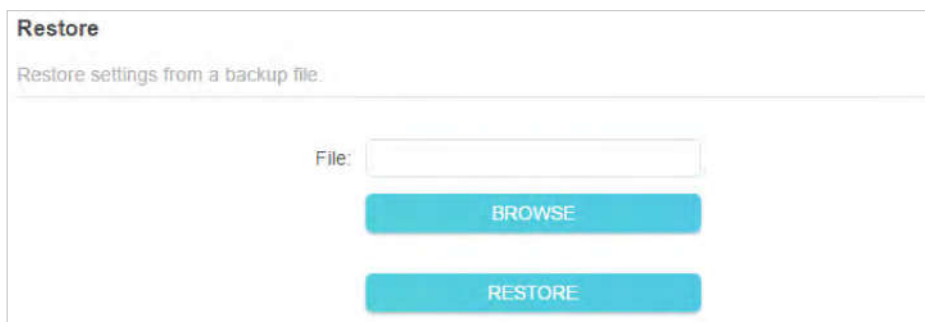 Restore
Restore settings from a backup file.
File:
BROWSE
RESTORE